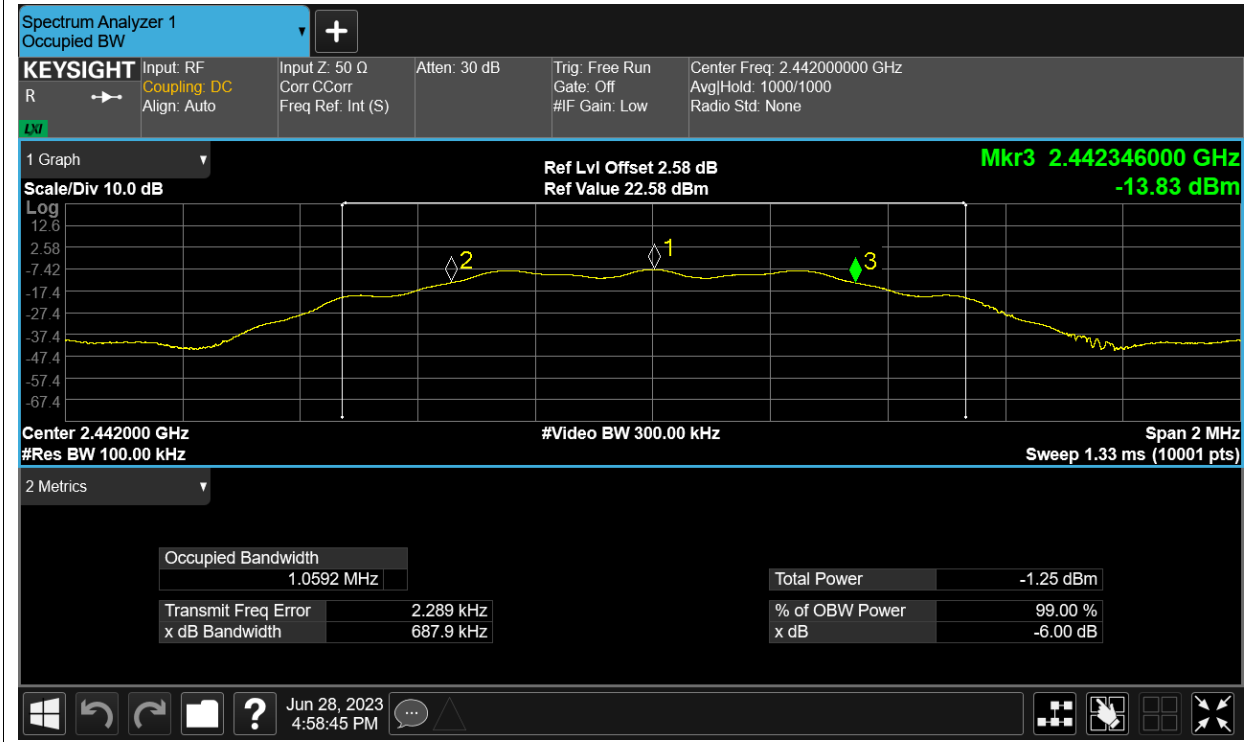 Spectrum Analyzer 1
Occupied BW
KEYSIGHT
R
LXI
Input: RF
Coupling: DC
Align: Auto
Input Z: 50 Ω
Corr CCorr
Freq Ref: Int (S)
Atten: 30 dB
Trig: Free Run
Gate: Off
#IF Gain: Low
Center Freq: 2.442000000 GHz
Avg|Hold: 1000/1000
Radio Std: None
1 Graph
Scale/Div 10.0 dB
Ref Lvl Offset 2.58 dB
Ref Value 22.58 dBm
Mkr3 2.442346000 GHz
-13.83 dBm
Log
12.6
2.58
-7.42
-17.4
-27.4
-37.4
-47.4
-57.4
-67.4
2
1
3
Center 2.442000 GHz
#Res BW 100.00 kHz
#Video BW 300.00 kHz
Span 2 MHz
Sweep 1.33 ms (10001 pts)
2 Metrics
Occupied Bandwidth
1.0592 MHz
Transmit Freq Error 2.289 kHz
x dB Bandwidth 687.9 kHz
Total Power -1.25 dBm
% of OBW Power 99.00 %
x dB -6.00 dB
?
Jun 28, 2023
4:58:45 PM